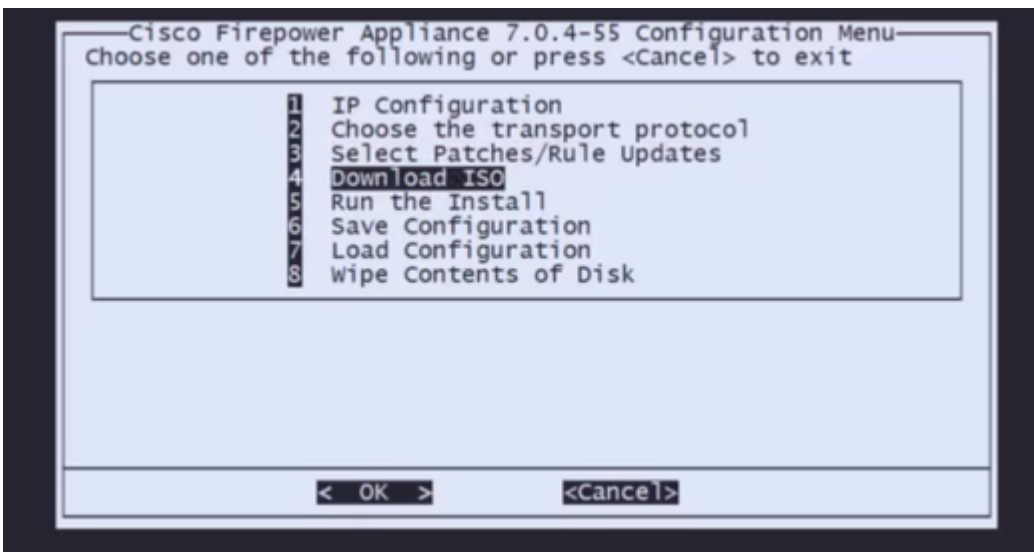 Cisco Firepower Appliance 7.0.4-55 Configuration Menu
Choose one of the following or press <Cancel> to exit
1 IP Configuration
2 Choose the transport protocol
3 Select Patches/Rule Updates
4 Download ISO
5 Run the Install
6 Save Configuration
7 Load Configuration
8 Wipe Contents of Disk
< OK > <Cancel>